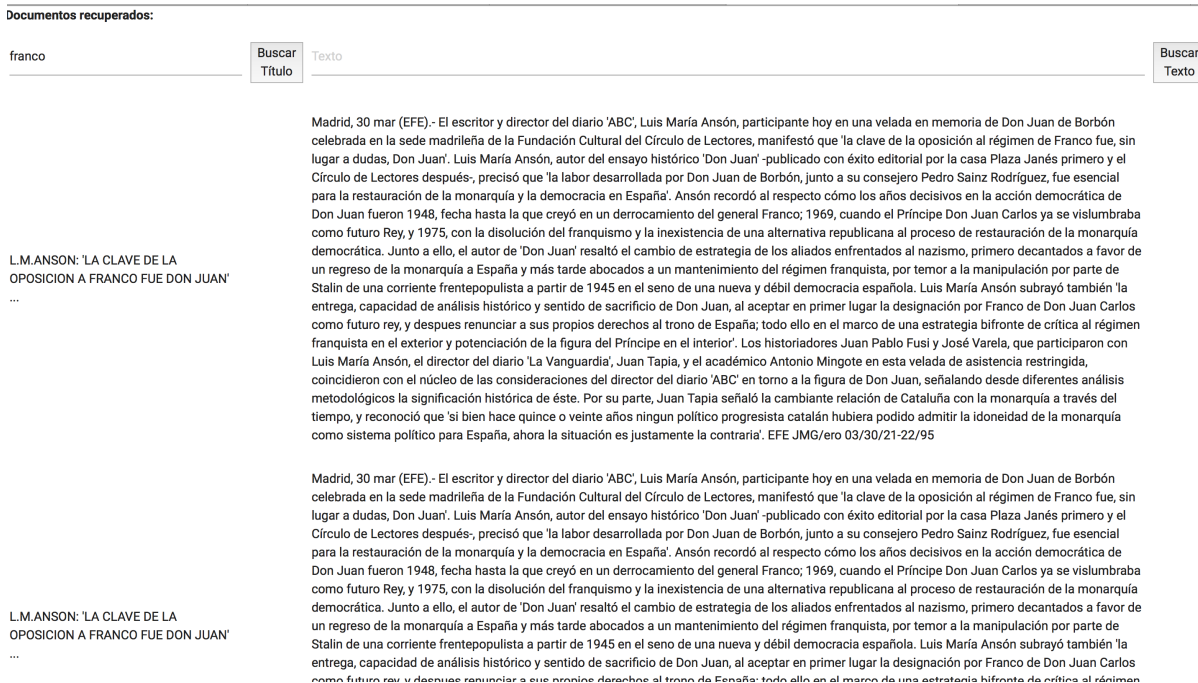 Documentos recuperados:
franco
Buscar
Título
Texto
Buscar
Texto
L.M.ANSON: 'LA CLAVE DE LA
OPOSICION A FRANCO FUE DON JUAN'
...
Madrid, 30 mar (EFE).- El escritor y director del diario 'ABC', Luis María Ansón, participante hoy en una velada en memoria de Don Juan de Borbón
celebrada en la sede madrileña de la Fundación Cultural del Círculo de Lectores, manifestó que 'la clave de la oposición al régimen de Franco fue, sin
lugar a dudas, Don Juan'. Luis María Ansón, autor del ensayo histórico 'Don Juan' -publicado con éxito editorial por la casa Plaza Janés primero y el
Círculo de Lectores después-, precisó que 'la labor desarrollada por Don Juan de Borbón, junto a su consejero Pedro Sainz Rodríguez, fue esencial
para la restauración de la monarquía y la democracia en España'. Ansón recordó al respecto cómo los años decisivos en la acción democrática de
Don Juan fueron 1948, fecha hasta la que creyó en un derrocamiento del general Franco; 1969, cuando el Príncipe Don Juan Carlos ya se vislumbraba
como futuro Rey, y 1975, con la disolución del franquismo y la inexistencia de una alternativa republicana al proceso de restauración de la monarquía
democrática. Junto a ello, el autor de 'Don Juan' resaltó el cambio de estrategia de los aliados enfrentados al nazismo, primero decantados a favor de
un regreso de la monarquía a España y más tarde abocados a un mantenimiento del régimen franquista, por temor a la manipulación por parte de
Stalin de una corriente frentepopulista a partir de 1945 en el seno de una nueva y débil democracia española. Luis María Ansón subrayó también 'la
entrega, capacidad de análisis histórico y sentido de sacrificio de Don Juan, al aceptar en primer lugar la designación por Franco de Don Juan Carlos
como futuro rey, y despues renunciar a sus propios derechos al trono de España; todo ello en el marco de una estrategia bifronte de crítica al régimen
franquista en el exterior y potenciación de la figura del Príncipe en el interior'. Los historiadores Juan Pablo Fusi y José Varela, que participaron con
Luis María Ansón, el director del diario 'La Vanguardia', Juan Tapia, y el académico Antonio Mingote en esta velada de asistencia restringida,
coincidieron con el núcleo de las consideraciones del director del diario 'ABC' en torno a la figura de Don Juan, señalando desde diferentes análisis
metodológicos la significación histórica de éste. Por su parte, Juan Tapia señaló la cambiante relación de Cataluña con la monarquía a través del
tiempo, y reconoció que 'si bien hace quince o veinte años ningun político progresista catalán hubiera podido admitir la idoneidad de la monarquía
como sistema político para España, ahora la situación es justamente la contraria'. EFE JMG/ero 03/30/21-22/95
L.M.ANSON: 'LA CLAVE DE LA
OPOSICION A FRANCO FUE DON JUAN'
...
Madrid, 30 mar (EFE).- El escritor y director del diario 'ABC', Luis María Ansón, participante hoy en una velada en memoria de Don Juan de Borbón
celebrada en la sede madrileña de la Fundación Cultural del Círculo de Lectores, manifestó que 'la clave de la oposición al régimen de Franco fue, sin
lugar a dudas, Don Juan'. Luis María Ansón, autor del ensayo histórico 'Don Juan' -publicado con éxito editorial por la casa Plaza Janés primero y el
Círculo de Lectores después-, precisó que 'la labor desarrollada por Don Juan de Borbón, junto a su consejero Pedro Sainz Rodríguez, fue esencial
para la restauración de la monarquía y la democracia en España'. Ansón recordó al respecto cómo los años decisivos en la acción democrática de
Don Juan fueron 1948, fecha hasta la que creyó en un derrocamiento del general Franco; 1969, cuando el Príncipe Don Juan Carlos ya se vislumbraba
como futuro Rey, y 1975, con la disolución del franquismo y la inexistencia de una alternativa republicana al proceso de restauración de la monarquía
democrática. Junto a ello, el autor de 'Don Juan' resaltó el cambio de estrategia de los aliados enfrentados al nazismo, primero decantados a favor de
un regreso de la monarquía a España y más tarde abocados a un mantenimiento del régimen franquista, por temor a la manipulación por parte de
Stalin de una corriente frentepopulista a partir de 1945 en el seno de una nueva y débil democracia española. Luis María Ansón subrayó también 'la
entrega, capacidad de análisis histórico y sentido de sacrificio de Don Juan, al aceptar en primer lugar la designación por Franco de Don Juan Carlos
como futuro rey, y despues renunciar a sus propios derechos al trono de España; todo ello en el marco de una estrategia bifronte de crítica al régimen